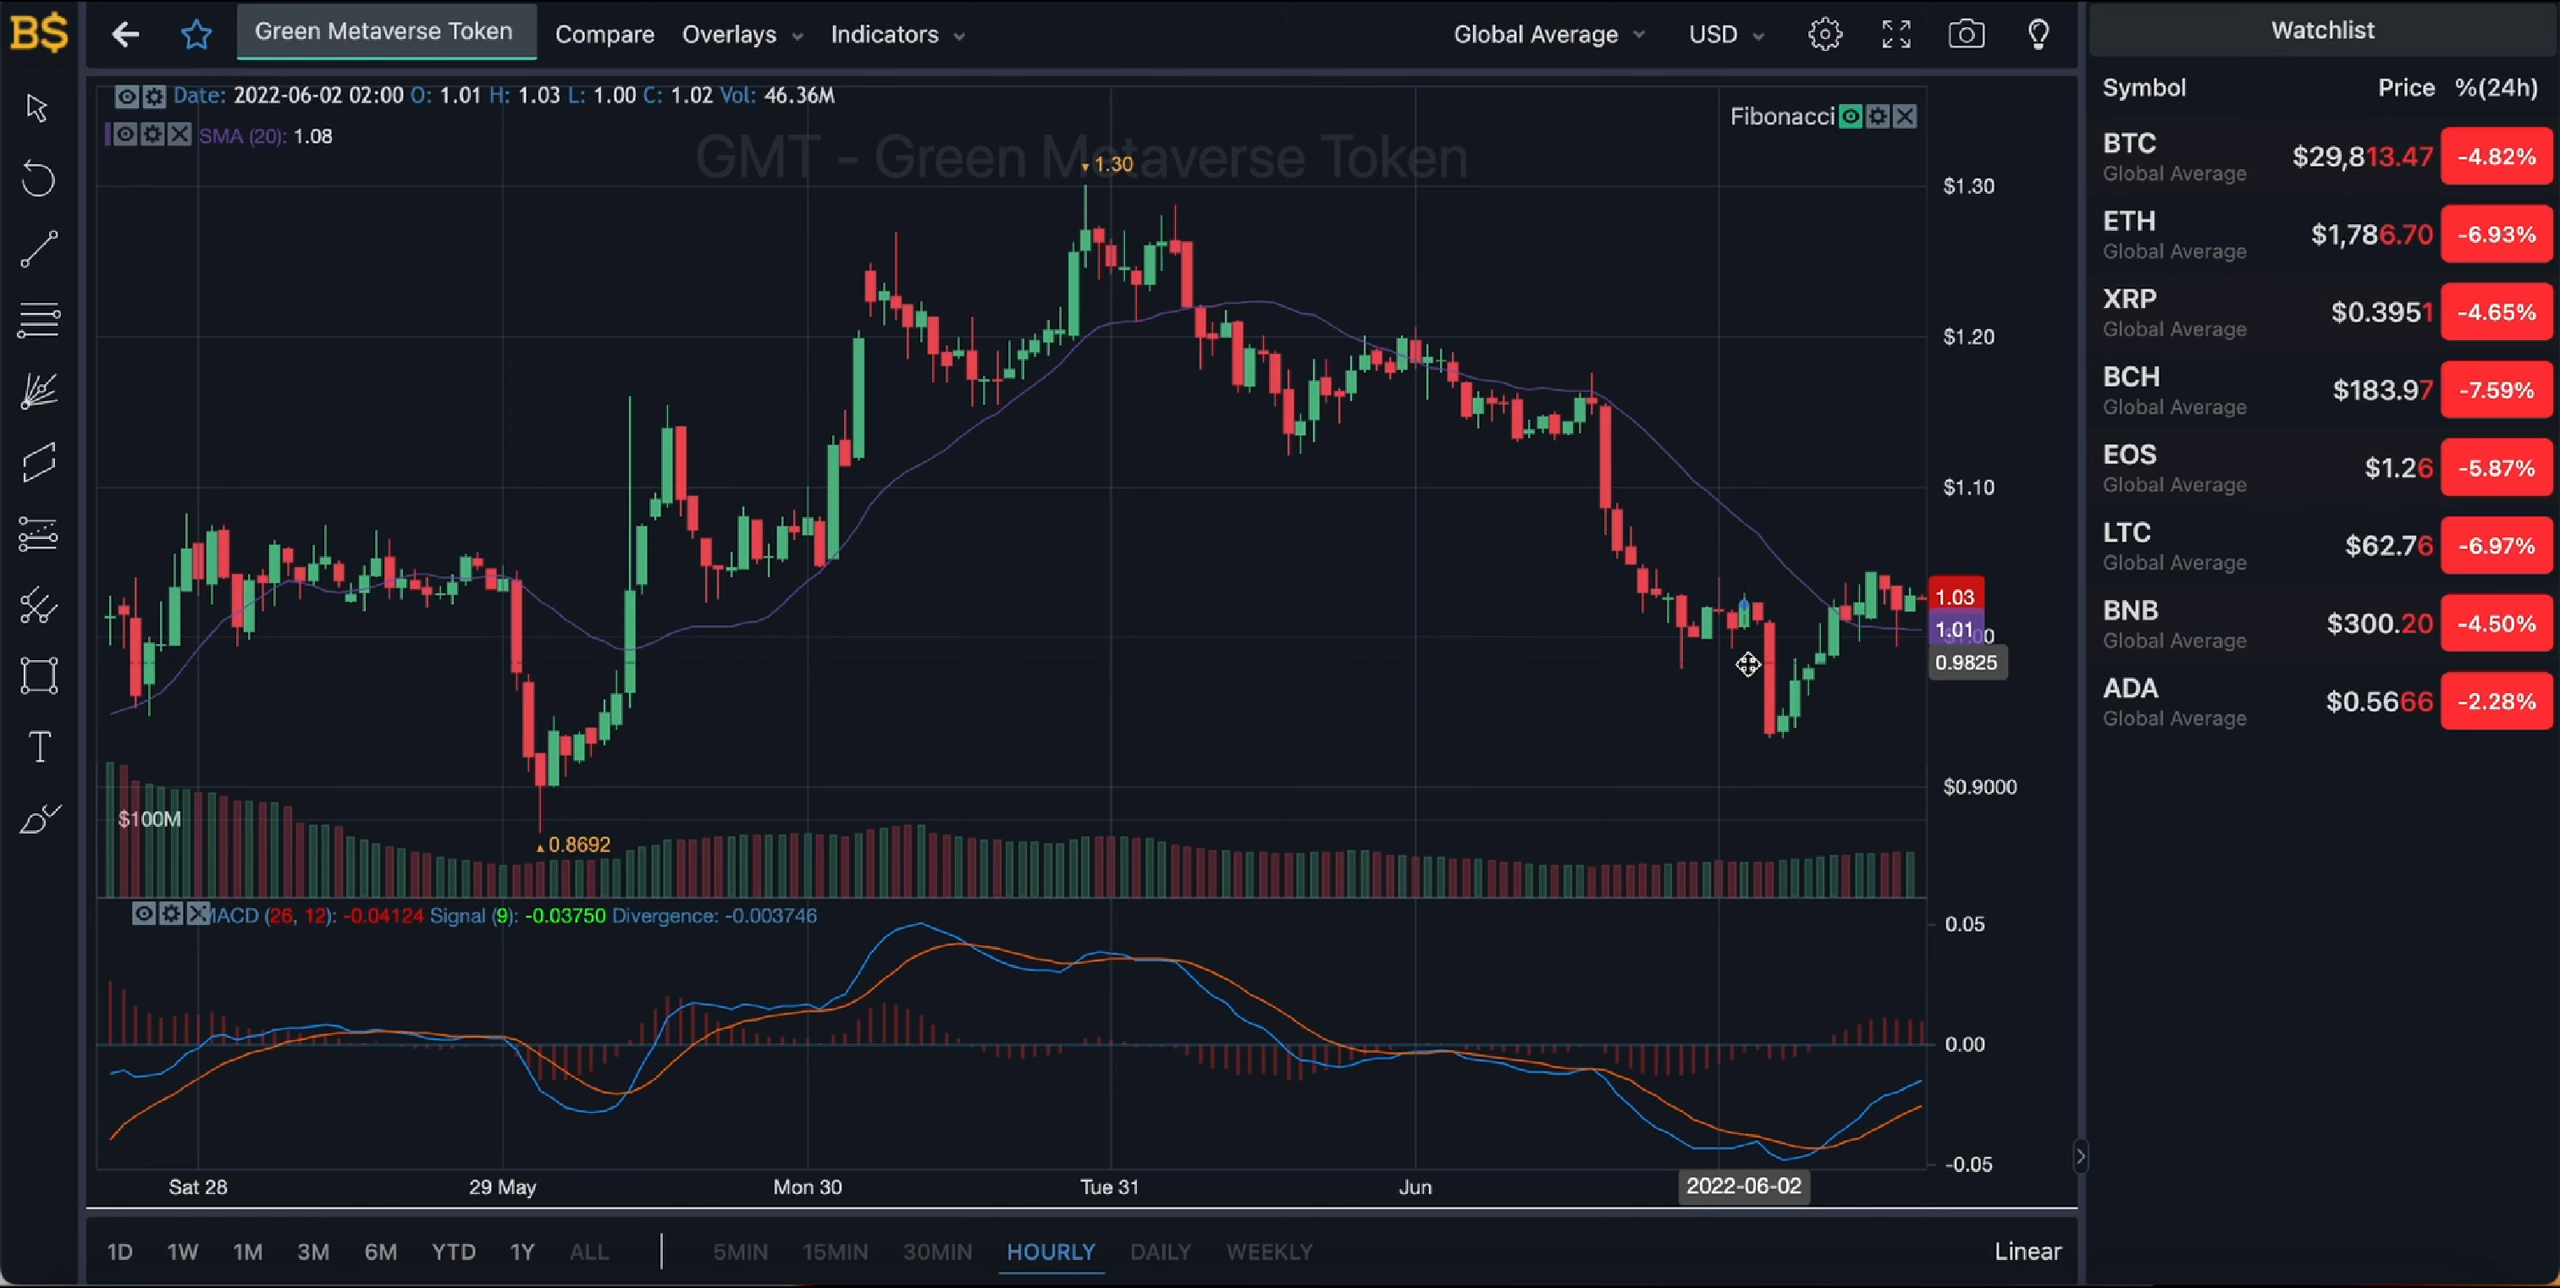 B$
Green Metaverse Token
Compare
Overlays
Indicators
Global Average
USD
Watchlist
Date: 2022-06-02 02:00 O: 1.01 H: 1.03 L: 1.00 C: 1.02 Vol: 46.36M
SMA (20): 1.08
Fibonacci
GMT - Green Metaverse Token
1.30
$1.30
$1.20
$1.10
1.03
1.01
0.9825
$0.9000
$100M
0.8692
MACD (26, 12): -0.04124 Signal (9): -0.03750 Divergence: -0.003746
0.05
0.00
-0.05
Sat 28
29 May
Mon 30
Tue 31
Jun
2022-06-02
1D 1W 1M 3M 6M YTD 1Y ALL
5MIN 15MIN 30MIN HOURLY DAILY WEEKLY
Linear
Symbol Price %(24h)
BTC $29,813.47 -4.82%
Global Average
ETH $1,786.70 -6.93%
Global Average
XRP $0.3951 -4.65%
Global Average
BCH $183.97 -7.59%
Global Average
EOS $1.26 -5.87%
Global Average
LTC $62.76 -6.97%
Global Average
BNB $300.20 -4.50%
Global Average
ADA $0.5666 -2.28%
Global Average
T